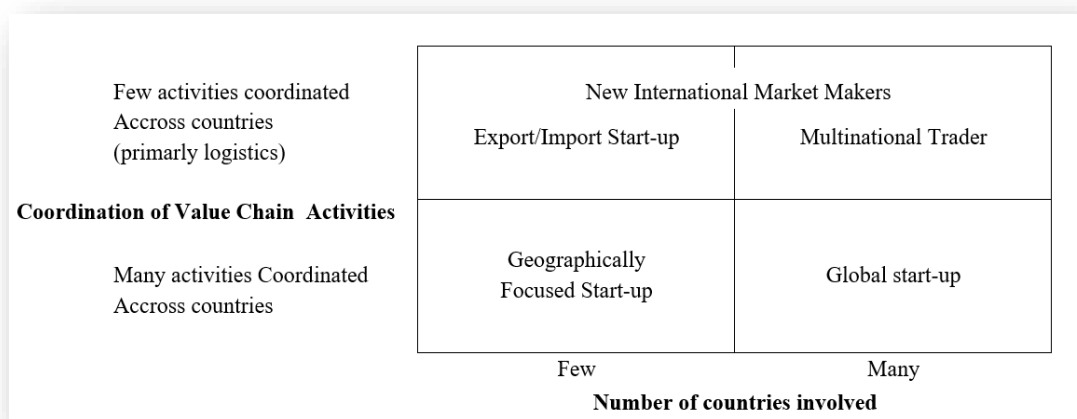 Few activities coordinated
Accross countries
(primarly logistics)
New International Market Makers
Export/Import Start-up
Multinational Trader
Coordination of Value Chain Activities
Many activities Coordinated
Accross countries
Geographically
Focused Start-up
Global start-up
Few
Many
Number of countries involved